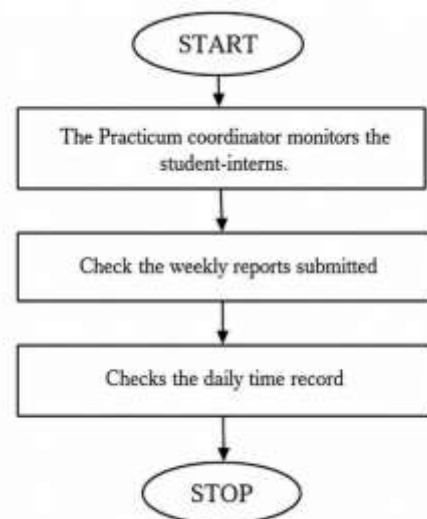 START
The Practicum coordinator monitors the
student-interns.
Check the weekly reports submitted
Checks the daily time record
STOP